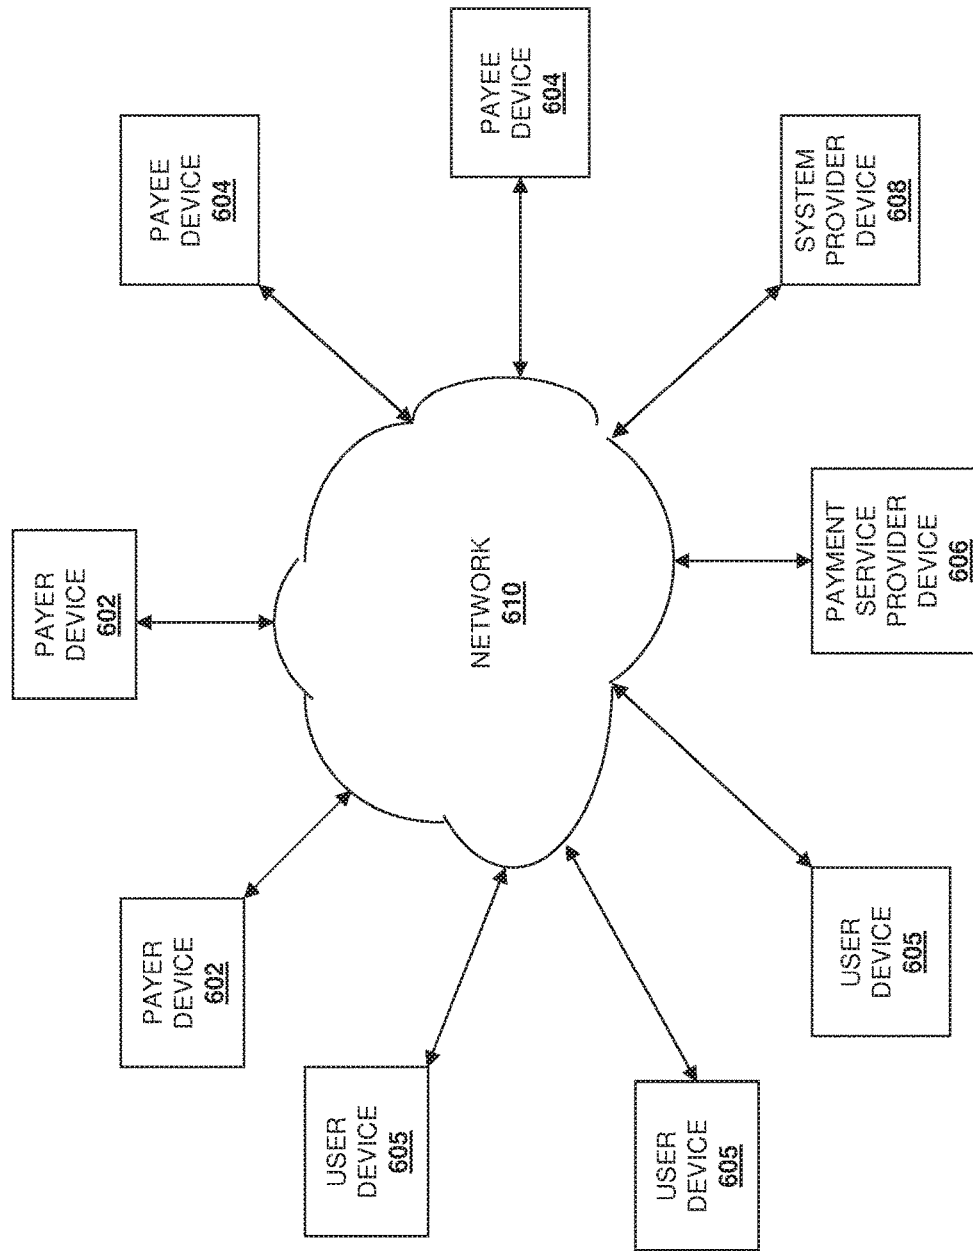 PAYER
DEVICE
602
PAYER
DEVICE
602
PAYEE
DEVICE
604
USER
DEVICE
605
NETWORK
610
PAYEE
DEVICE
604
USER
DEVICE
605
USER
DEVICE
605
PAYMENT
SERVICE
PROVIDER
DEVICE
606
SYSTEM
PROVIDER
DEVICE
608